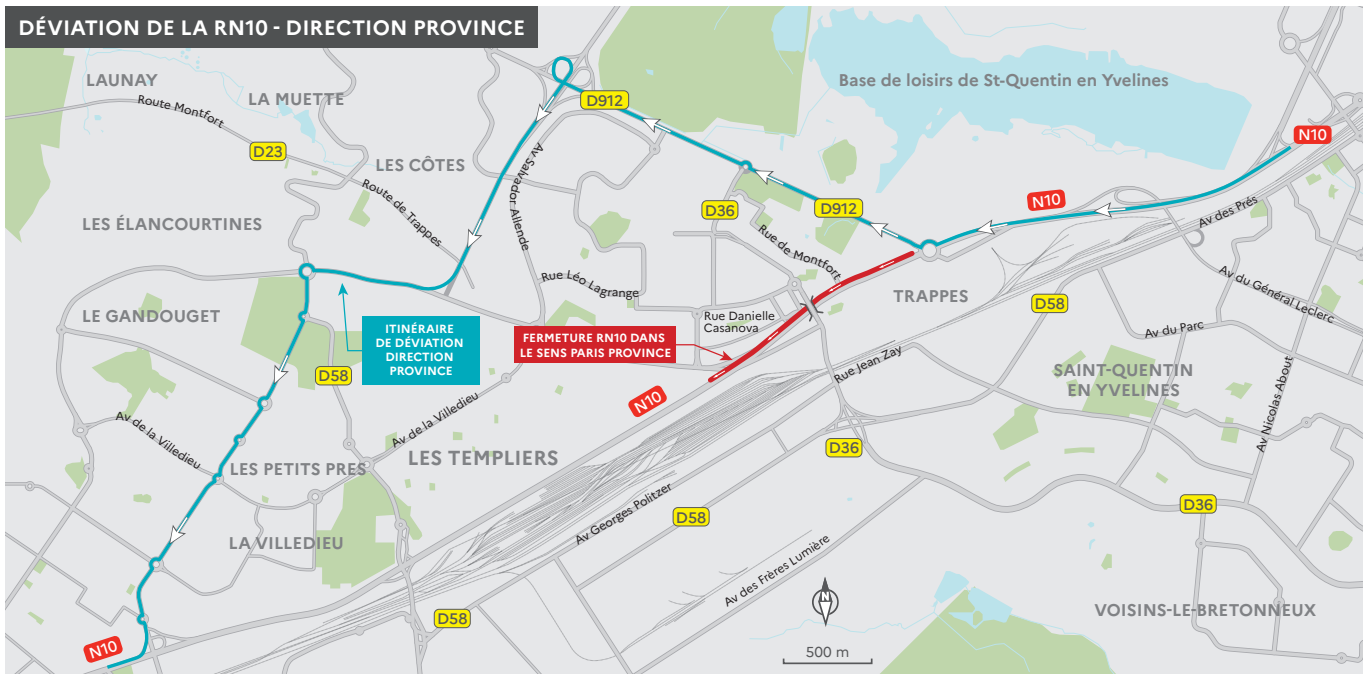 DÉVIATION DE LA RN10 - DIRECTION PROVINCE
LAUNAY
Route Montfort
LA MUETTE
D23
LES CÔTES
Route de Trappes
LES ÉLANCOURTINES
D912
Av Salvador Allende
Base de loisirs de St-Quentin en Yvelines
N10
N10
D36
D912
Av des Prés
Rue de Montfort
Rue Léo Lagrange
TRAPPES
D58
Av du Général Leclerc
LE GANDOUGET
ITINÉRAIRE
DE DÉVIATION
DIRECTION
PROVINCE
FERMETURE RN10 DANS
LE SENS PARIS PROVINCE
Rue Danielle
Casanova
Av du Parc
Rue Jean Zay
D58
N10
SAINT-QUENTIN
EN YVELINES
Av Nicolas About
Av de la Villedieu
Av de la Villedieu
LES PETITS PRES
LES TEMPLIERS
D36
D36
Av Georges Politzer
D58
LA VILLEDIEU
Av des Frères Lumière
N
D58
VOISINS-LE-BRETONNEUX
N10
500 m